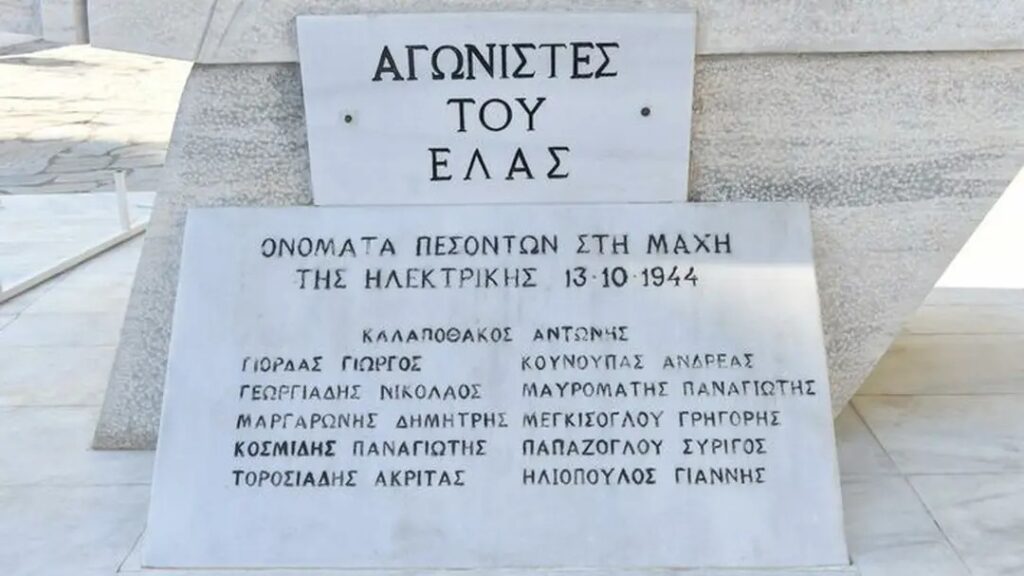 ΑΓΩΝΙΣΤΕΣ
ΤΟΥ
ΕΛΑΣ
ΟΝΟΜΑΤΑ ΠΕΣΟΝΤΩΝ ΣΤΗ ΜΑΧΗ
ΤΗΣ ΗΛΕΚΤΡΙΚΗΣ 13·10·1944
ΚΑΛΑΠΟΘΑΚΟΣ ΑΝΤΩΝΗΣ
ΓΙΟΡΔΑΣ ΓΙΩΡΓΟΣ ΚΟΥΝΟΥΠΑΣ ΑΝΔΡΕΑΣ
ΓΕΩΡΓΙΑΔΗΣ ΝΙΚΟΛΑΟΣ ΜΑΥΡΟΜΑΤΗΣ ΠΑΝΑΓΙΩΤΗΣ
ΜΑΡΓΑΡΩΝΗΣ ΔΗΜΗΤΡΗΣ ΜΕΓΚΙΣΟΓΛΟΥ ΓΡΗΓΟΡΗΣ
ΚΟΣΜΙΔΗΣ ΠΑΝΑΓΙΩΤΗΣ ΠΑΠΑΖΟΓΛΟΥ ΣΥΡΙΓΟΣ
ΤΟΡΟΣΙΑΔΗΣ ΑΚΡΙΤΑΣ ΗΛΙΟΠΟΥΛΟΣ ΓΙΑΝΝΗΣ